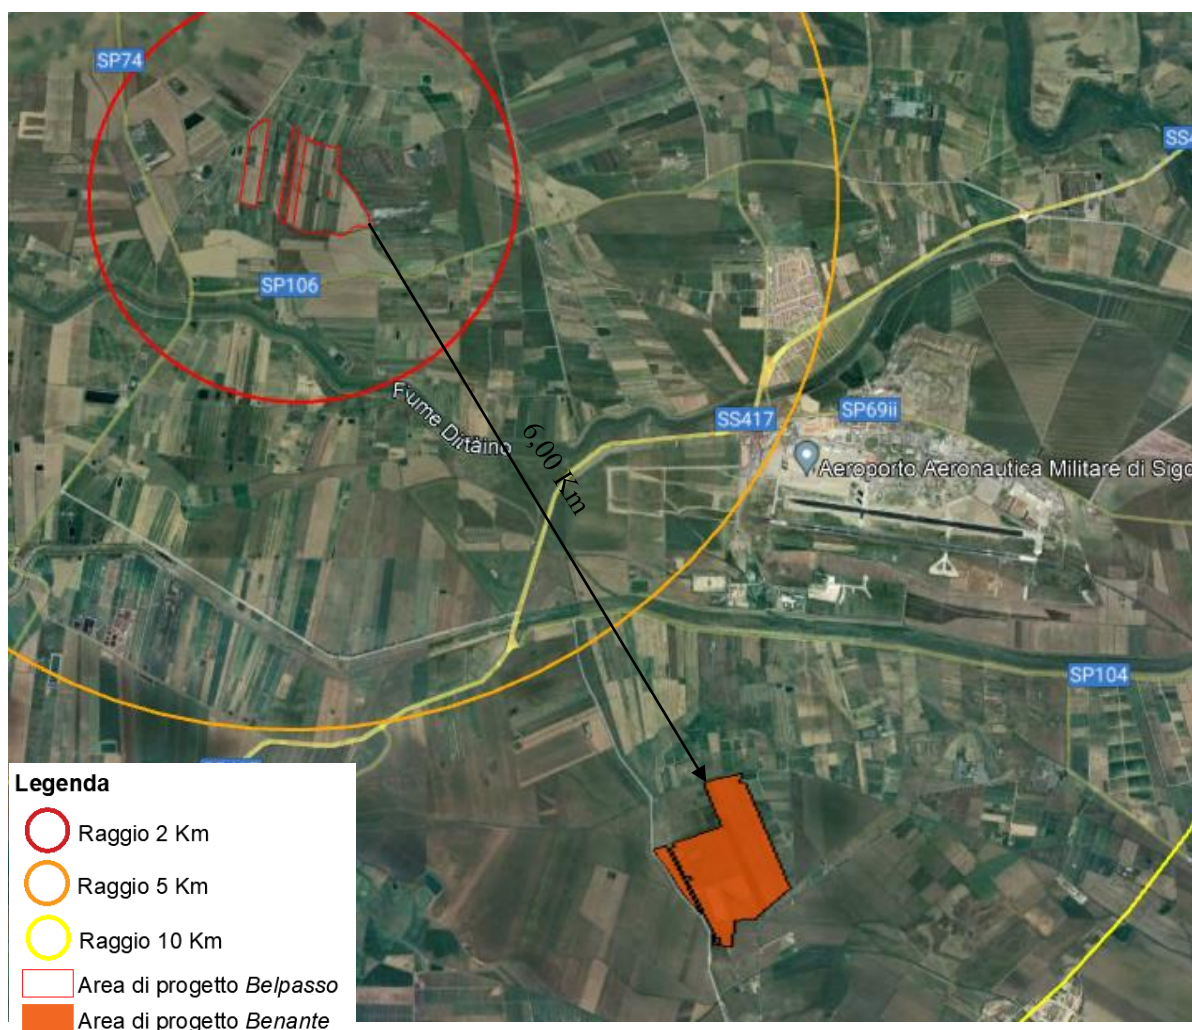 SP74
SS4
SP106
Fiume Dittaino
6,00 Km
SS417
SP69ii
Aeroporto Aeronautica Militare di Sigo
SP104
Legenda
Raggio 2 Km
Raggio 5 Km
Raggio 10 Km
Area di progetto Belpasso
Area di progetto Benante